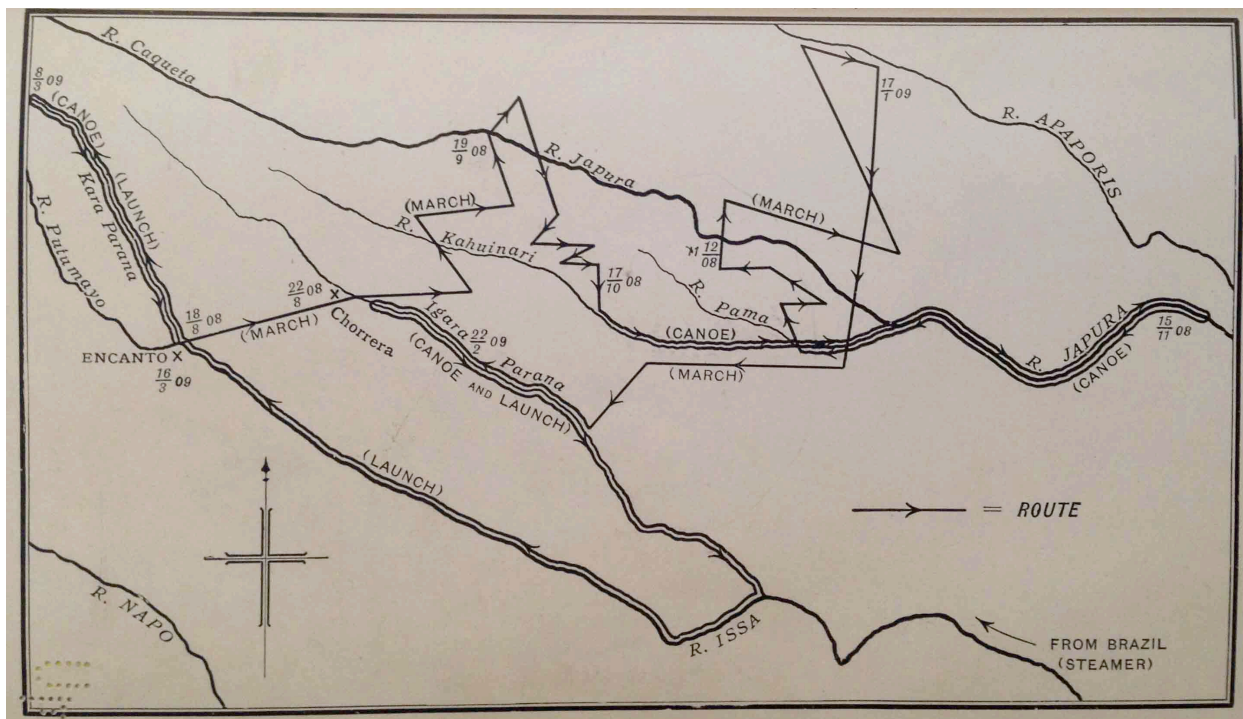 R. Caqueta
8/3 09
(CANOE)
17/1 09
R. APAPORIS
19/9 08
R. Japura
(LAUNCH)
Kara Parana
R. Putumayo
(MARCH)
R. Kahuinari
(MARCH)
M 12/08
17/10 08
R. Pama
22/8 08
Chorrera
18/8 08
(MARCH)
ENCANTO
16/3 09
Igara Parana
22/2 09
(CANOE AND LAUNCH)
(CANOE)
(MARCH)
R. JAPURA
15/11 08
(CANOE)
(LAUNCH)
= ROUTE
R. NAPO
R. ISSA
FROM BRAZIL
(STEAMER)